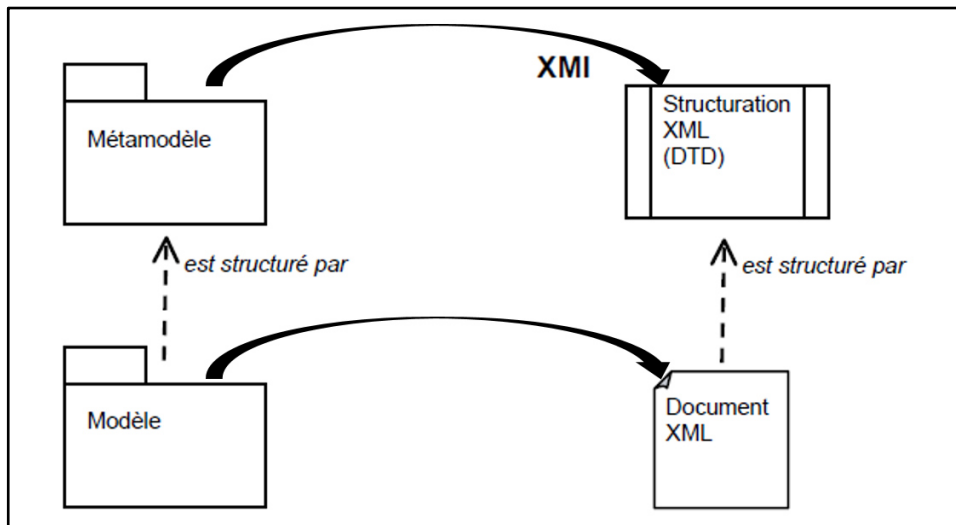 XMI
Métamodèle
Structuration
XML
(DTD)
est structuré par
est structuré par
Modèle
Document
XML